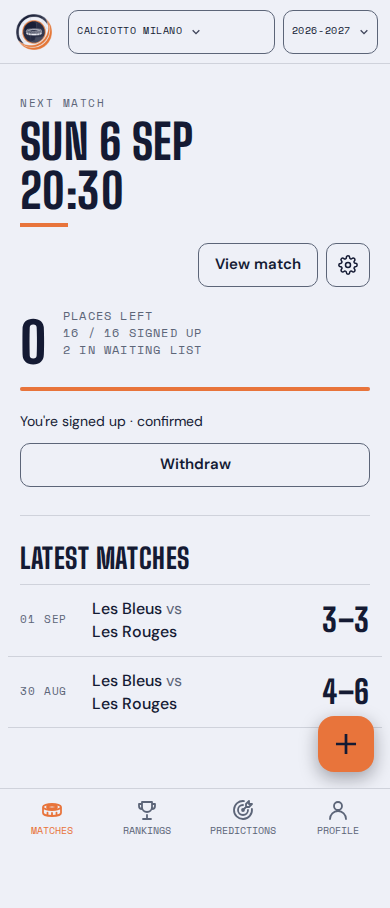 CALCIOTTO MILANO
2026-2027
NEXT MATCH
SUN 6 SEP
20:30
View match
0
PLACES LEFT
16 / 16 SIGNED UP
2 IN WAITING LIST
You're signed up · confirmed
Withdraw
LATEST MATCHES
01 SEP
Les Bleus vs
Les Rouges
3–3
30 AUG
Les Bleus vs
Les Rouges
4–6
MATCHES
RANKINGS
PREDICTIONS
PROFILE